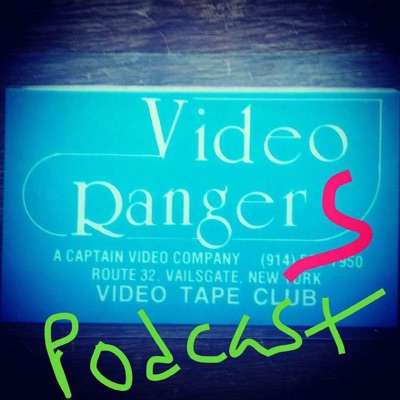 Video
RangerS
A CAPTAIN VIDEO COMPANY (914)
ROUTE 32, VAILSGATE, NEW YORK
VIDEO TAPE CLUB
Podcast